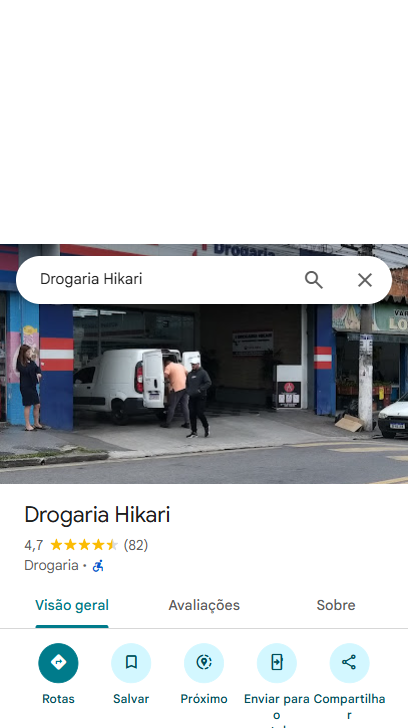 Drogaria
Drogaria Hikari
Drogaria Hikari
4,7 (82)
Drogaria ·
Visão geral Avaliações Sobre
Rotas Salvar Próximo Enviar para o Compartilhar